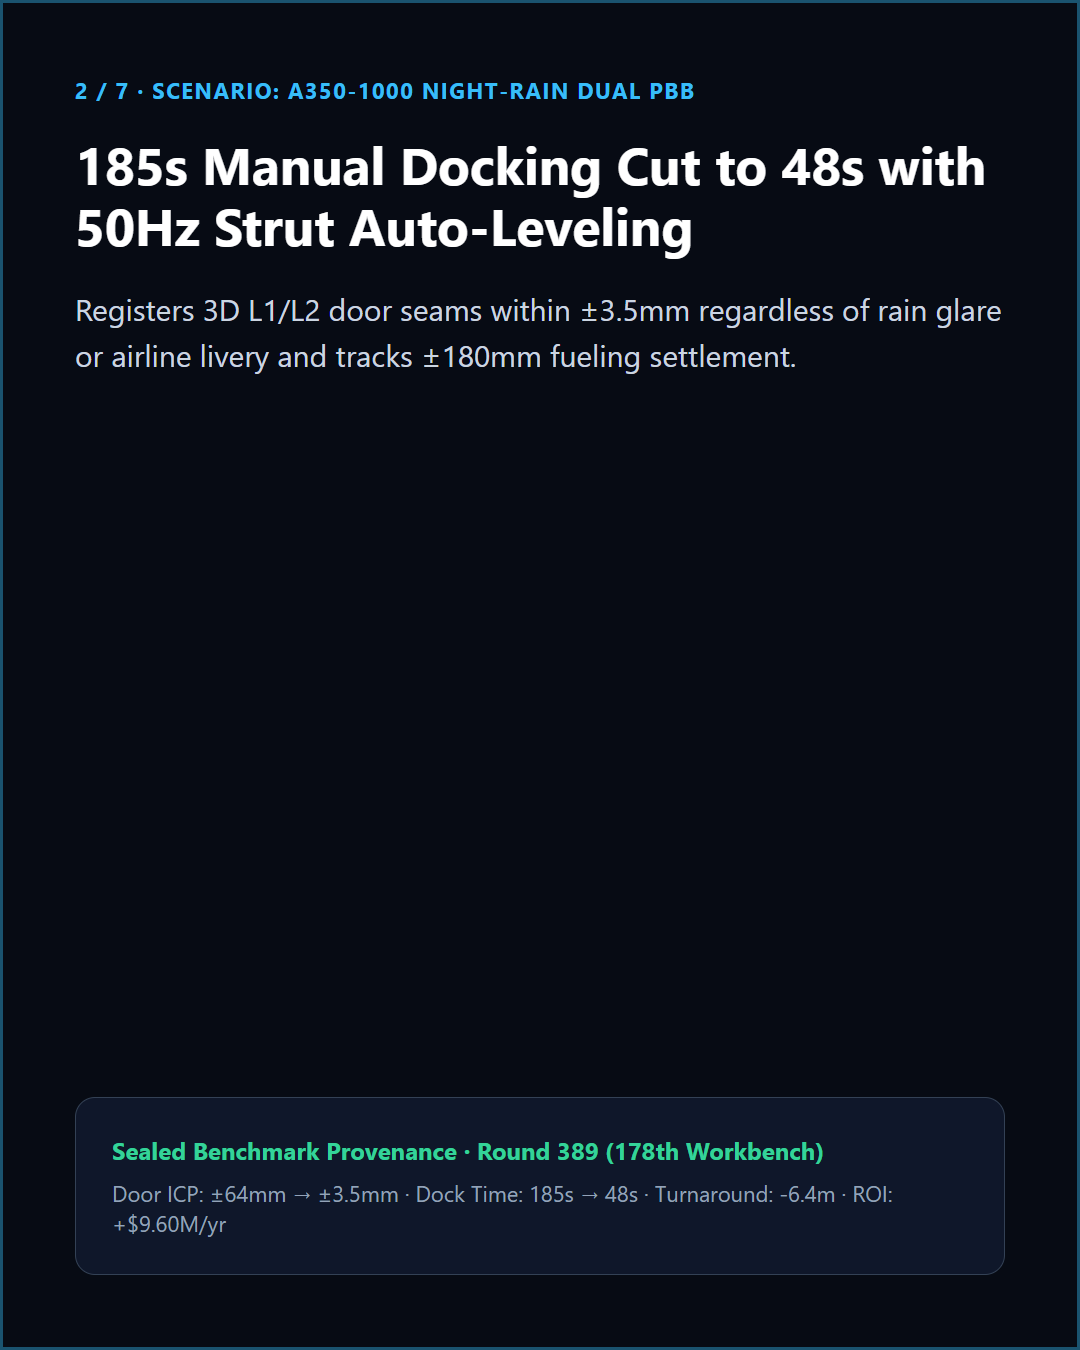 2 / 7 · SCENARIO: A350-1000 NIGHT-RAIN DUAL PBB
185s Manual Docking Cut to 48s with
50Hz Strut Auto-Leveling
Registers 3D L1/L2 door seams within ±3.5mm regardless of rain glare
or airline livery and tracks ±180mm fueling settlement.
Sealed Benchmark Provenance · Round 389 (178th Workbench)
Door ICP: ±64mm → ±3.5mm · Dock Time: 185s → 48s · Turnaround: -6.4m · ROI:
+$9.60M/yr